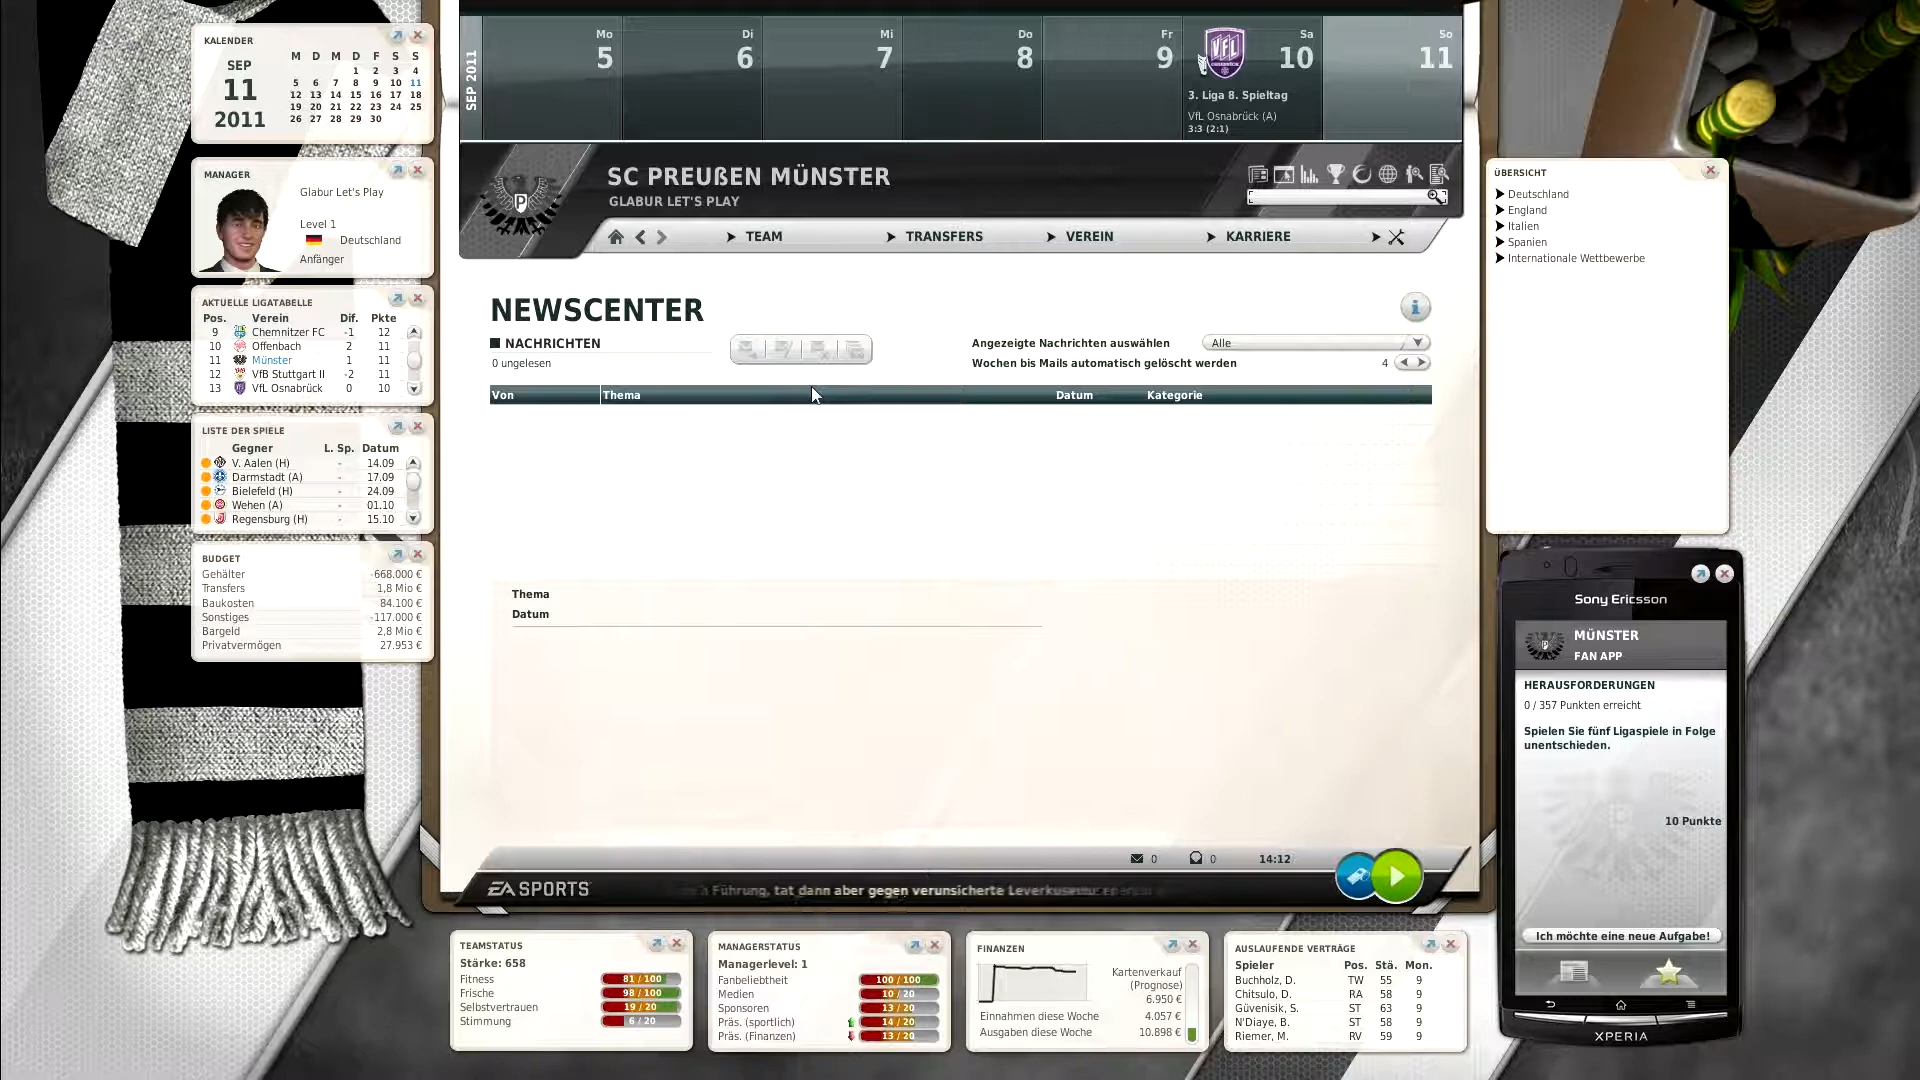 KALENDER
SEP
11
2011
M D M D F S S
1 2 3 4
5 6 7 8 9 10 11
12 13 14 15 16 17 18
19 20 21 22 23 24 25
26 27 28 29 30
SEP 2011
Mo 5
Di 6
Mi 7
Do 8
Fr 9
Sa 10
So 11
VFL
3. Liga 8. Spieltag
VfL Osnabrück (A)
3:3 (2:1)
MANAGER
Glabur Let's Play
Level 1
Deutschland
Anfänger
SC PREUßEN MÜNSTER
GLABUR LET'S PLAY
TEAM
TRANSFERS
VEREIN
KARRIERE
AKTUELLE LIGATABELLE
Pos. Verein Dif. Pkte
9 Chemnitzer FC -1 12
10 Offenbach 2 11
11 Münster 1 11
12 VfB Stuttgart II -2 11
13 VfL Osnabrück 0 10
LISTE DER SPIELE
Gegner L. Sp. Datum
V. Aalen (H) - 14.09
Darmstadt (A) - 17.09
Bielefeld (H) - 24.09
Wehen (A) - 01.10
Regensburg (H) - 15.10
BUDGET
Gehälter -668.000 €
Transfers 1,8 Mio €
Baukosten 84.100 €
Sonstiges -117.000 €
Bargeld 2,8 Mio €
Privatvermögen 27.953 €
NEWSCENTER
NACHRICHTEN
0 ungelesen
Angezeigte Nachrichten auswählen Alle
Wochen bis Mails automatisch gelöscht werden 4
Von Thema Datum Kategorie
Thema
Datum
0 0 14:12
EA SPORTS
Führung, tat dann aber gegen verunsicherte
ÜBERSICHT
Deutschland
England
Italien
Spanien
Internationale Wettbewerbe
Sony Ericsson
MÜNSTER
FAN APP
HERAUSFORDERUNGEN
0 / 357 Punkten erreicht
Spielen Sie fünf Ligaspiele in Folge
unentschieden.
10 Punkte
Ich möchte eine neue Aufgabe!
XPERIA
TEAMSTATUS
Stärke: 658
Fitness 81 / 100
Frische 98 / 100
Selbstvertrauen 19 / 20
Stimmung 6 / 20
MANAGERSTATUS
Managerlevel: 1
Fanbeliebtheit 100 / 100
Medien 10 / 20
Sponsoren 13 / 20
Präs. (sportlich) 14 / 20
Präs. (Finanzen) 13 / 20
FINANZEN
Kartenverkauf
(Prognose)
6.950 €
Einnahmen diese Woche 4.057 €
Ausgaben diese Woche 10.898 €
AUSLAUFENDE VERTRÄGE
Spieler Pos. Stä. Mon.
Buchholz, D. TW 55 9
Chitsulo, D. RA 58 9
Güvenisik, S. ST 63 9
N'Diaye, B. ST 58 9
Riemer, M. RV 59 9